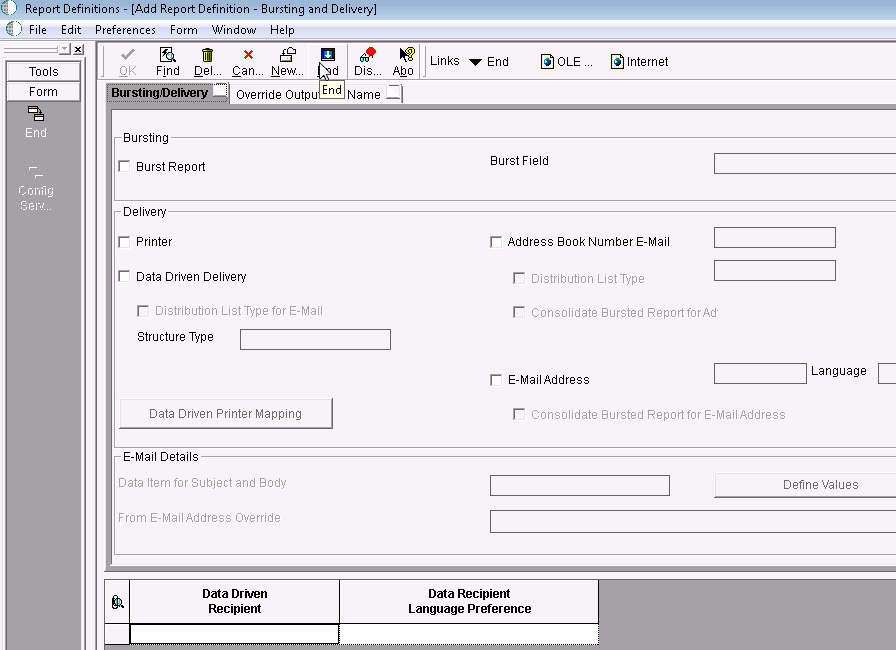 Report Definitions - [Add Report Definition - Bursting and Delivery]
File Edit Preferences Form Window Help
OK Find Del... Can... New... Dis... Abo Links End OLE ... Internet
Tools
Form
End
Config
Serv...
Bursting/Delivery Override Outpu Name
End
Bursting
Burst Report Burst Field
Delivery
Printer Address Book Number E-Mail
Data Driven Delivery Distribution List Type
Distribution List Type for E-Mail Consolidate Bursted Report for Ad
Structure Type
E-Mail Address Language
Data Driven Printer Mapping Consolidate Bursted Report for E-Mail Address
E-Mail Details
Data Item for Subject and Body Define Values
From E-Mail Address Override
Data Driven
Recipient
Data Recipient
Language Preference